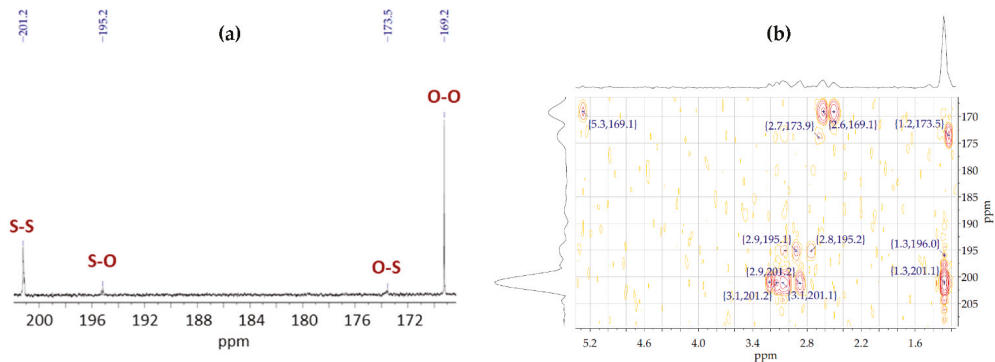 −201.2
−195.2
−173.5
−169.2
(a)
S-S
S-O
O-S
O-O
200 196 192 188 184 180 176 172
ppm
(b)
{5.3,169.1}
{2.7,173.9}
{2.6,169.1}
{1.2,173.5}
{2.9,195.1}
{2.8,195.2}
{1.3,196.0}
{2.9,201.2}
{1.3,201.1}
{3.1,201.2}
{3.1,201.1}
170
175
180
185
190
195
200
205
ppm
5.2 4.6 4.0 3.4 2.8 2.2 1.6
ppm